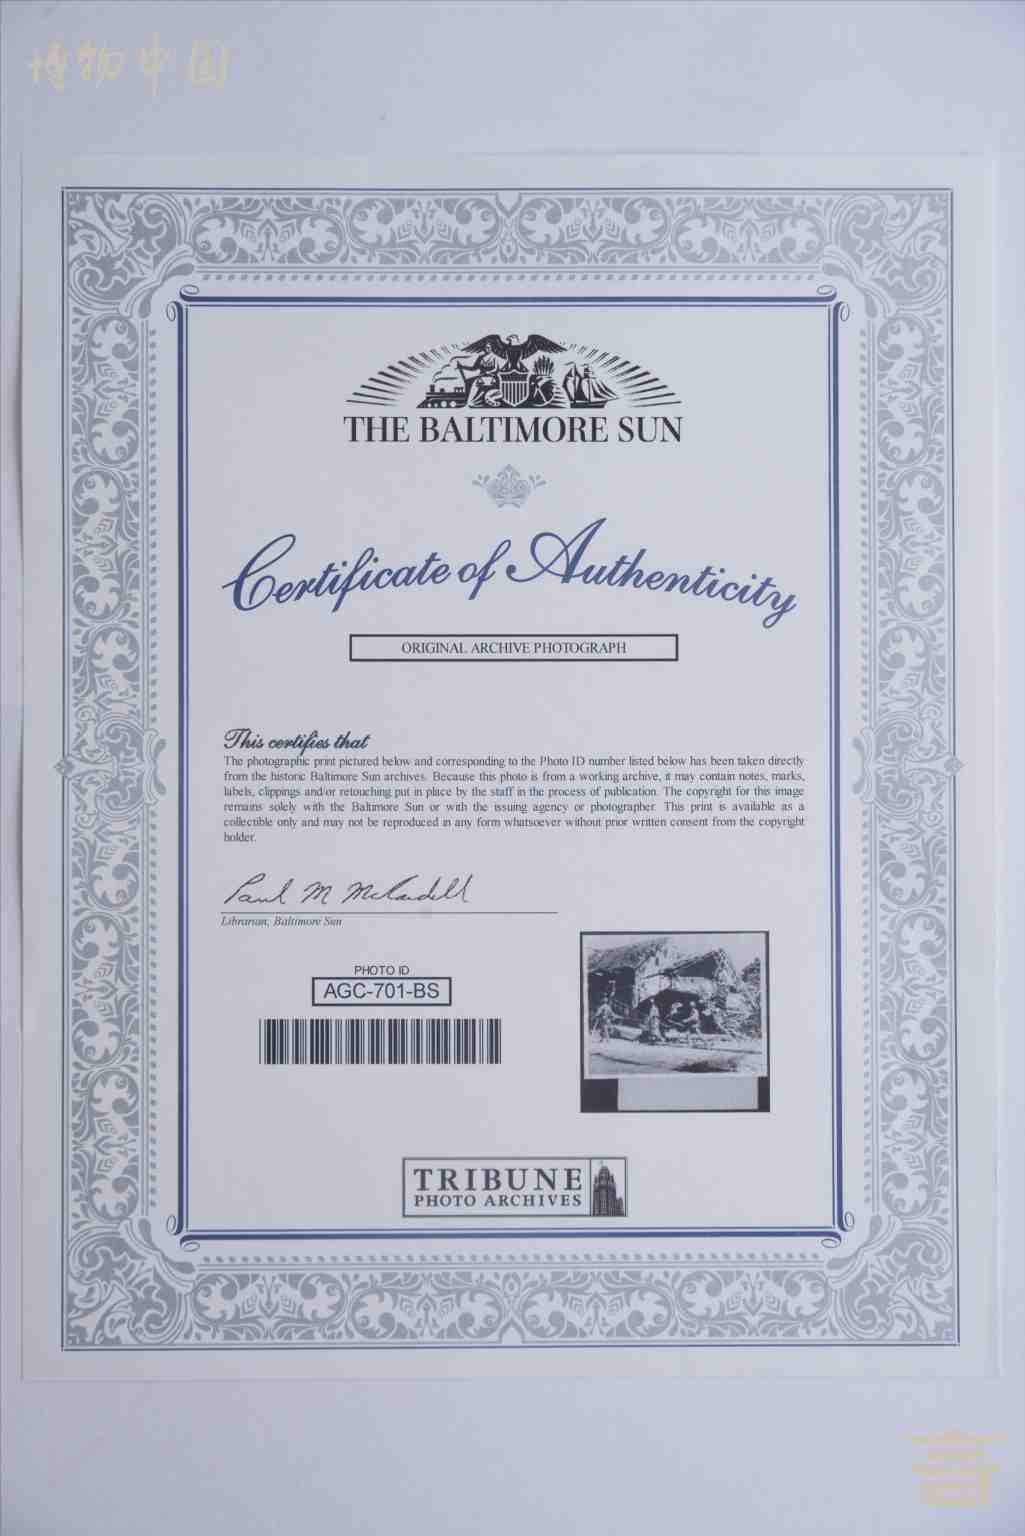 博物中国
THE BALTIMORE SUN
Certificate of Authenticity
ORIGINAL ARCHIVE PHOTOGRAPH
This certifies that
The photographic print pictured below and corresponding to the Photo ID number listed below has been taken directly
from the historic Baltimore Sun archives. Because this photo is from a working archive, it may contain notes, marks,
labels, clippings and/or retouching put in place by the staff in the process of publication. The copyright for this image
remains solely with the Baltimore Sun or with the issuing agency or photographer. This print is available as a
collectible only and may not be reproduced in any form whatsoever without prior written consent from the copyright
holder.
Paul M McCardell
Librarian, Baltimore Sun
PHOTO ID
AGC-701-BS
TRIBUNE
PHOTO ARCHIVES